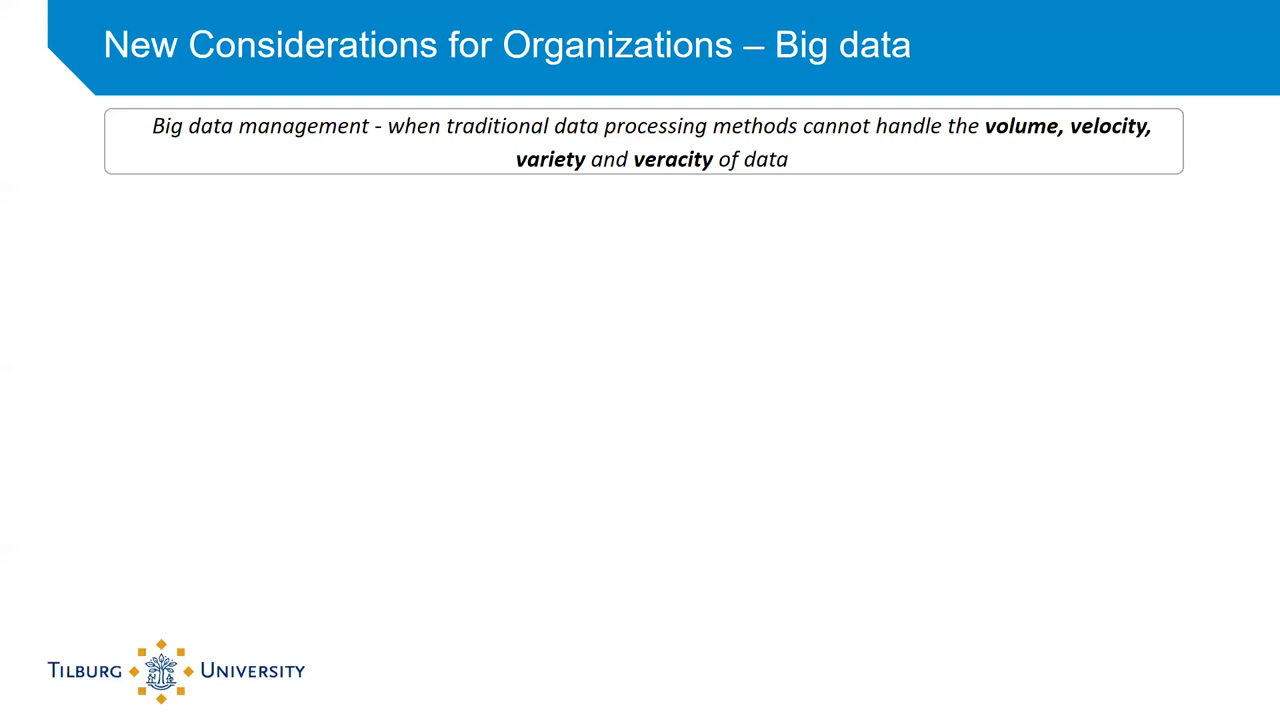 New Considerations for Organizations – Big data
Big data management - when traditional data processing methods cannot handle the volume, velocity,
variety and veracity of data
TILBURG UNIVERSITY